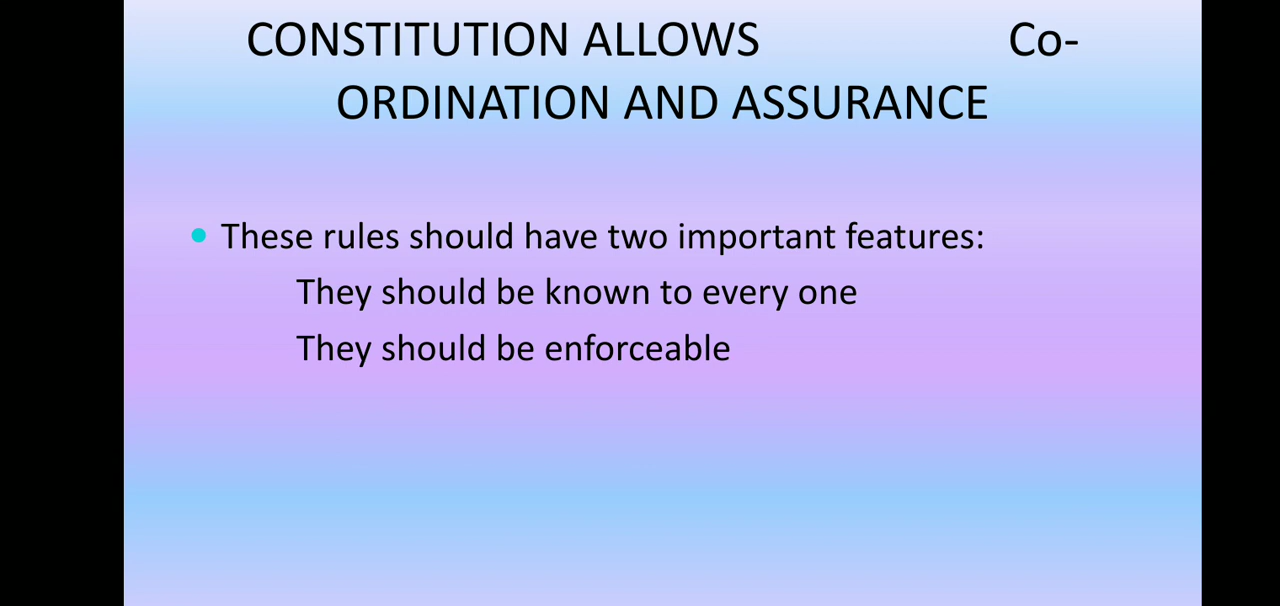 CONSTITUTION ALLOWS Co-
ORDINATION AND ASSURANCE
These rules should have two important features:
They should be known to every one
They should be enforceable